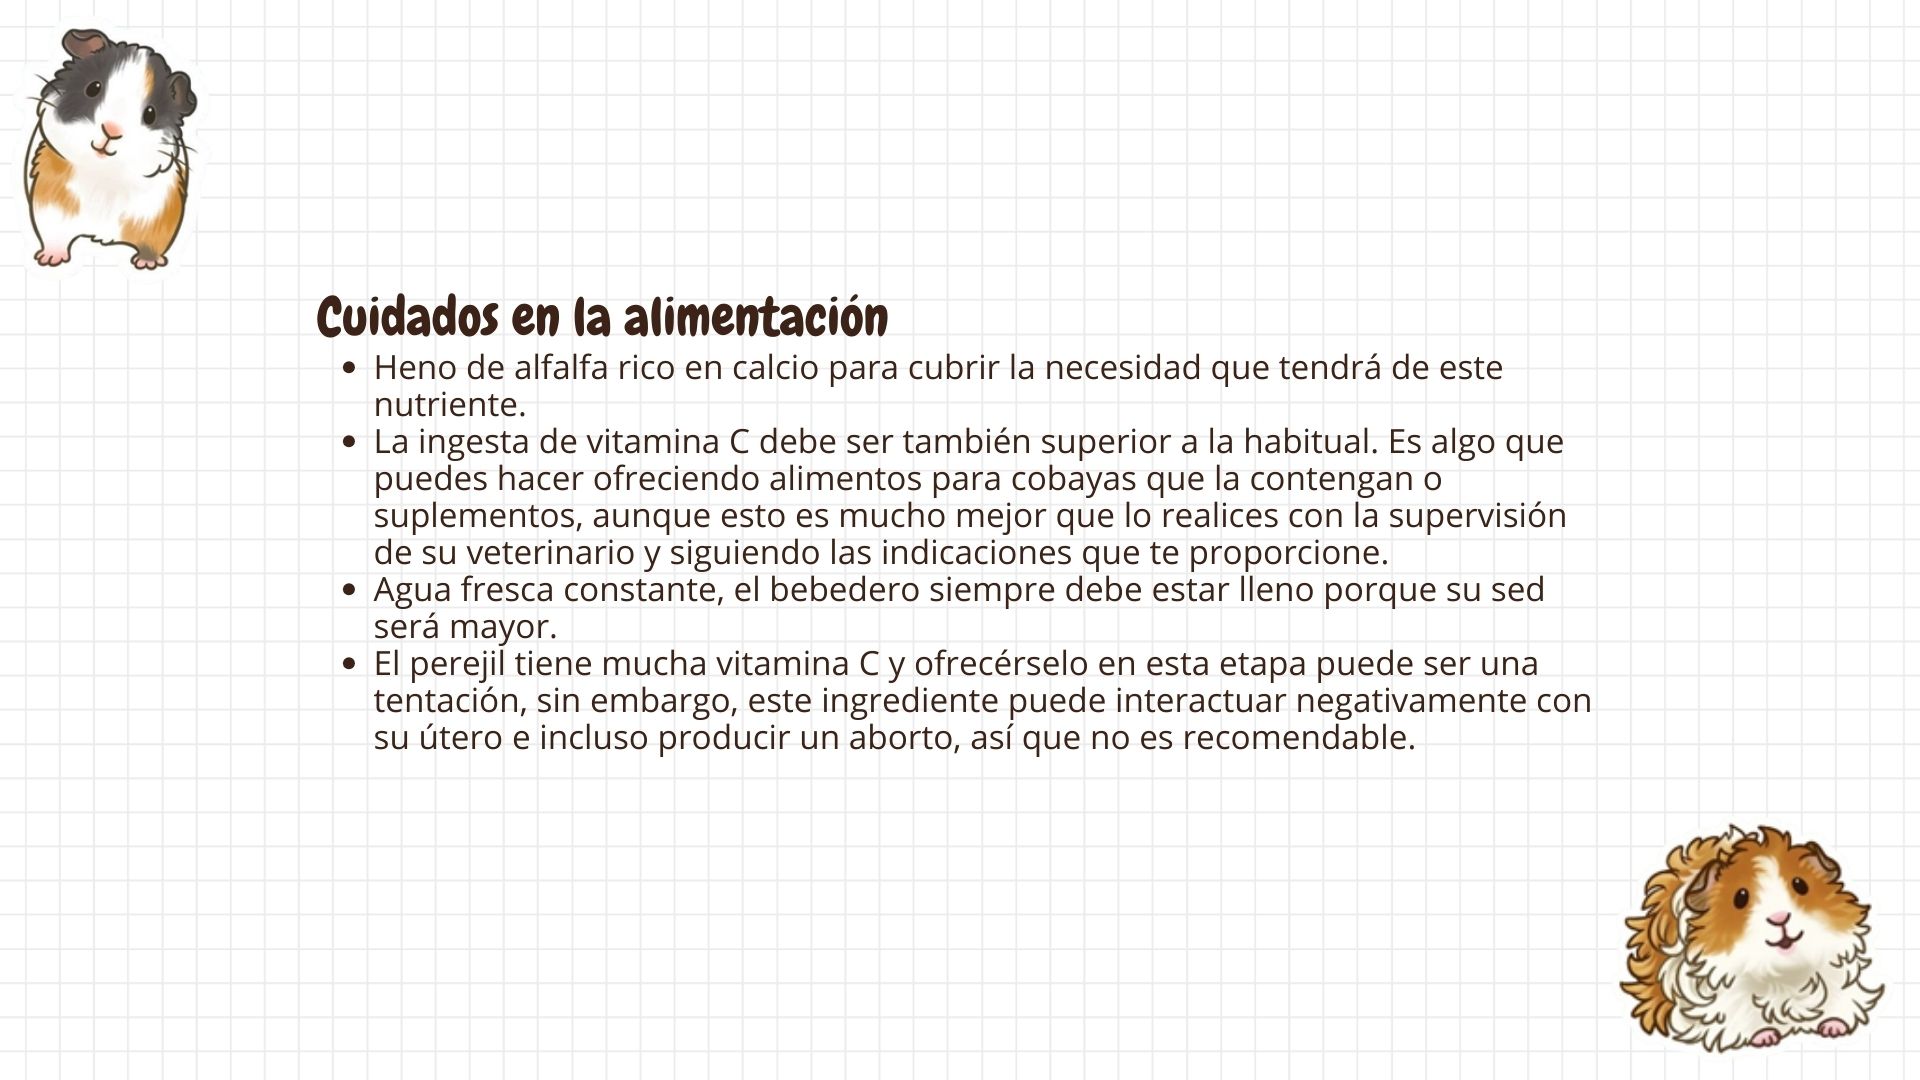 Cuidados en la alimentación
• Heno de alfalfa rico en calcio para cubrir la necesidad que tendrá de este
nutriente.
• La ingesta de vitamina C debe ser también superior a la habitual. Es algo que
puedes hacer ofreciendo alimentos para cobayas que la contengan o
suplementos, aunque esto es mucho mejor que lo realices con la supervisión
de su veterinario y siguiendo las indicaciones que te proporcione.
• Agua fresca constante, el bebedero siempre debe estar lleno porque su sed
será mayor.
• El perejil tiene mucha vitamina C y ofrecérselo en esta etapa puede ser una
tentación, sin embargo, este ingrediente puede interactuar negativamente con
su útero e incluso producir un aborto, así que no es recomendable.